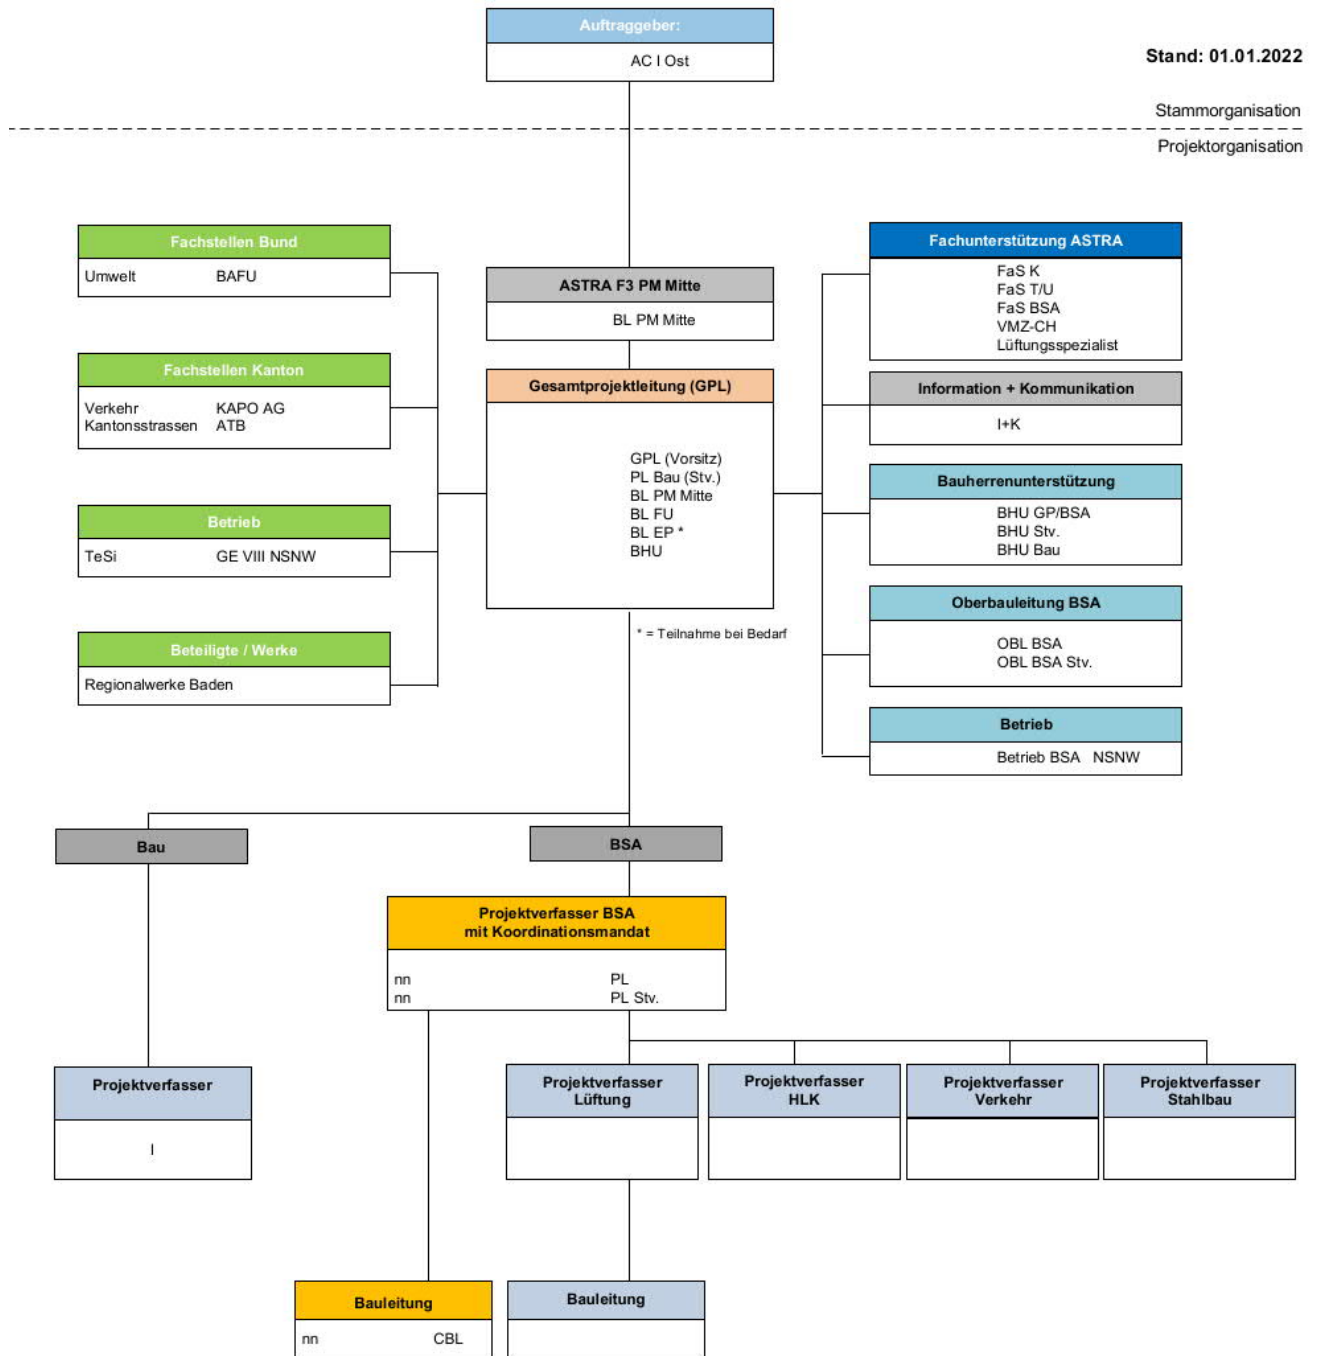 Auftraggeber:
AC I Ost
Stand: 01.01.2022
Stammorganisation
Projektorganisation
Fachstellen Bund
Umwelt BAFU
Fachstellen Kanton
Verkehr KAPO AG
Kantonsstrassen ATB
Betrieb
TeSi GE VIII NSNW
Beteiligte / Werke
Regionalwerke Baden
ASTRA F3 PM Mitte
BL PM Mitte
Gesamtprojektleitung (GPL)
GPL (Vorsitz)
PL Bau (Stv.)
BL PM Mitte
BL FU
BL EP *
BHU
* = Teilnahme bei Bedarf
Fachunterstützung ASTRA
FaS K
FaS T/U
FaS BSA
VMZ-CH
Lüftungsspezialist
Information + Kommunikation
I+K
Bauherrenunterstützung
BHU GP/BSA
BHU Stv.
BHU Bau
Oberbauleitung BSA
OBL BSA
OBL BSA Stv.
Betrieb
Betrieb BSA NSNW
Bau
BSA
Projektverfasser BSA
mit Koordinationsmandat
nn PL
nn PL Stv.
Projektverfasser
I
Projektverfasser
Lüftung
Projektverfasser
HLK
Projektverfasser
Verkehr
Projektverfasser
Stahlbau
Bauleitung
nn CBL
Bauleitung